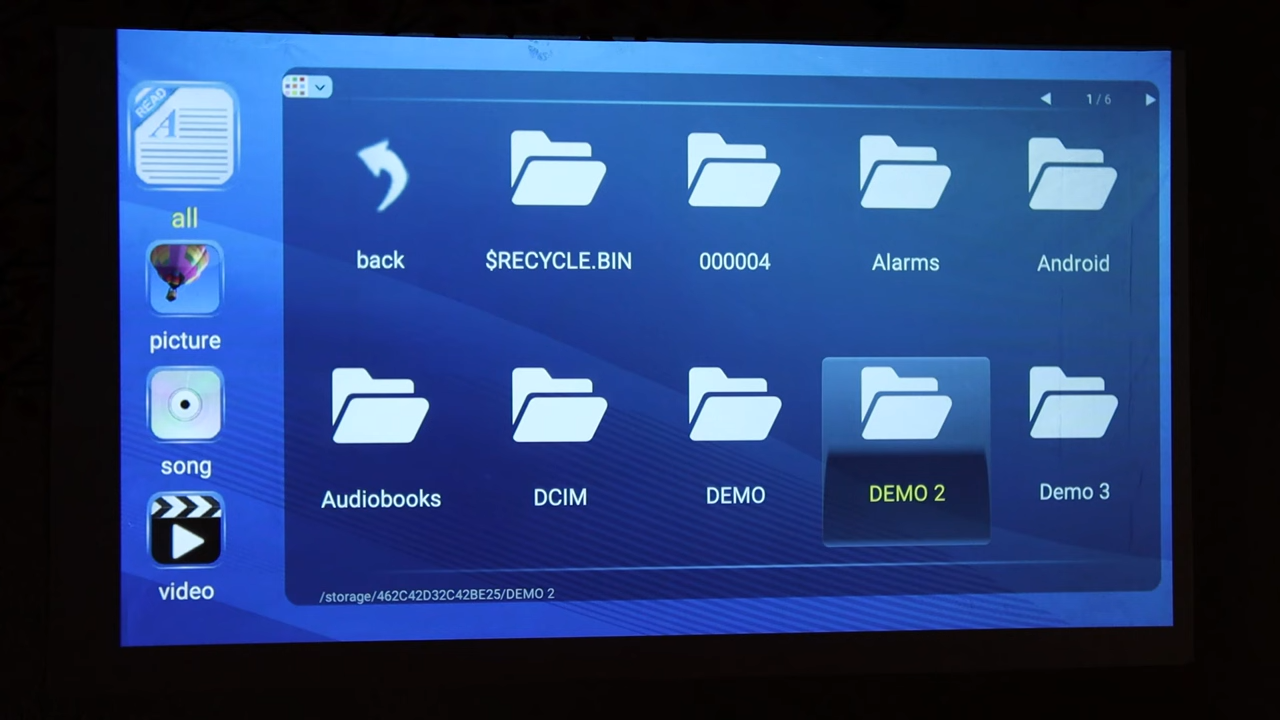 READ
A
1 / 6
all
back
$RECYCLE.BIN
000004
Alarms
Android
picture
song
Audiobooks
DCIM
DEMO
DEMO 2
Demo 3
video
/storage/462C42D32C42BE25/DEMO 2